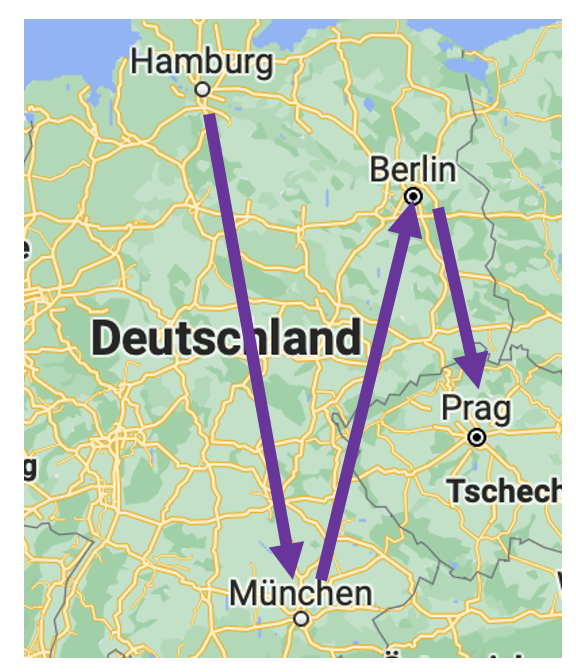 Hamburg
Berlin
Deutschland
Prag
Tschech
München